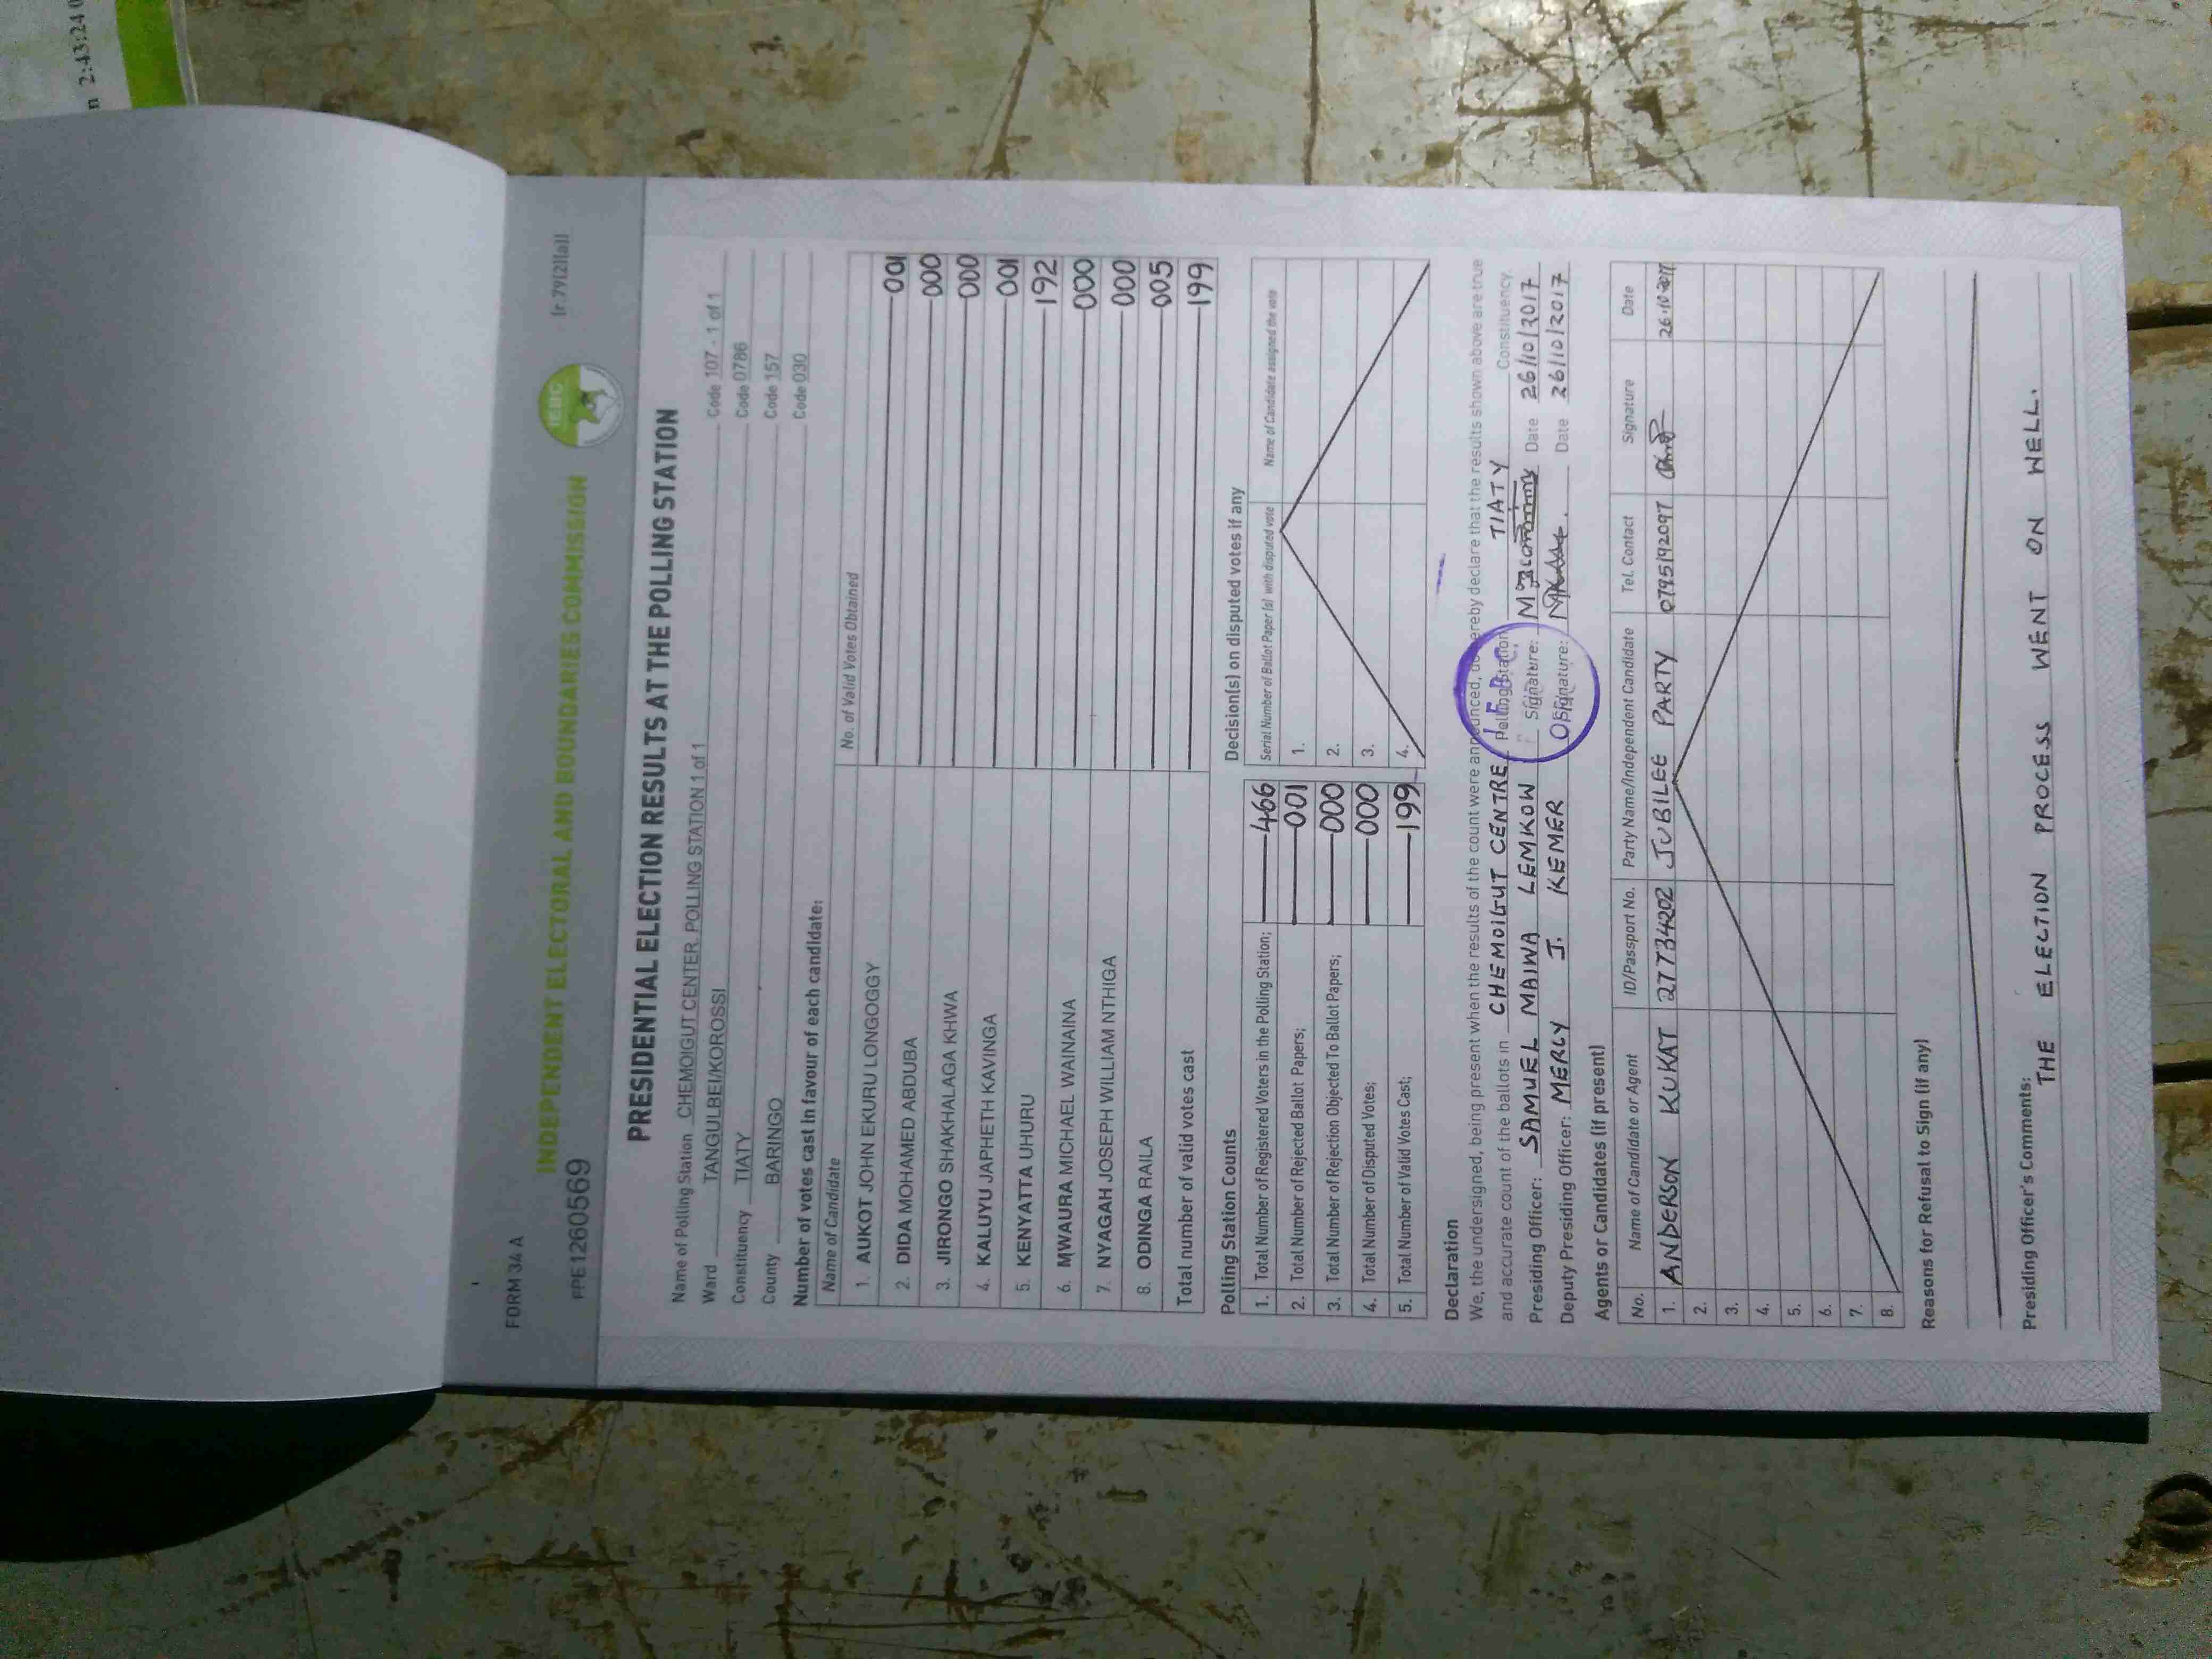 n 2:43:24
FORM 34 A
INDEPENDENT ELECTORAL AND BOUNDARIES COMMISSION
IEBC
(r.79(2)(a))
PPE1260569
PRESIDENTIAL ELECTION RESULTS AT THE POLLING STATION
Name of Polling Station CHEMOIGUT CENTER POLLING STATION 1 of 1 Code 107 - 1 of 1
Ward TANGULBEI/KOROSSI Code 0786
Constituency TIATY Code 157
County BARINGO Code 030
Number of votes cast in favour of each candidate:
Name of Candidate No. of Valid Votes Obtained
1. AUKOT JOHN EKURU LONGOGGY 001
2. DIDA MOHAMED ABDUBA 000
3. JIRONGO SHAKHALAGA KHWA 000
4. KALUYU JAPHETH KAVINGA 001
5. KENYATTA UHURU 192
6. MWAURA MICHAEL WAINAINA 000
7. NYAGAH JOSEPH WILLIAM NTHIGA 000
8. ODINGA RAILA 005
Total number of valid votes cast 199
Polling Station Counts
1. Total Number of Registered Voters in the Polling Station; 466
2. Total Number of Rejected Ballot Papers; 001
3. Total Number of Rejection Objected To Ballot Papers; 000
4. Total Number of Disputed Votes; 000
5. Total Number of Valid Votes Cast; 199
Decision(s) on disputed votes if any
Serial Number of Ballot Paper (s) with disputed vote Name of Candidate assigned the vote
1.
2.
3.
4.
Declaration
We, the undersigned, being present when the results of the count were announced, do hereby declare that the results shown above are true
and accurate count of the ballots in CHEMOIGUT CENTRE Polling Station TIATY Constituency
Presiding Officer: SAMUEL MAIWA LEMKOW Signature: Date 26/10/2017
Deputy Presiding Officer: MERLY J. KEMER Signature: Date 26/10/2017
Agents or Candidates (if present)
No. Name of Candidate or Agent ID/Passport No. Party Name/Independent Candidate Tel. Contact Signature Date
1. ANDERSON KUKAT 27734202 JUBILEE PARTY 0795192097 26.10.2017
2.
3.
4.
5.
6.
7.
8.
Reasons for Refusal to Sign (if any)
Presiding Officer's Comments:
THE ELECTION PROCESS WENT ON WELL.